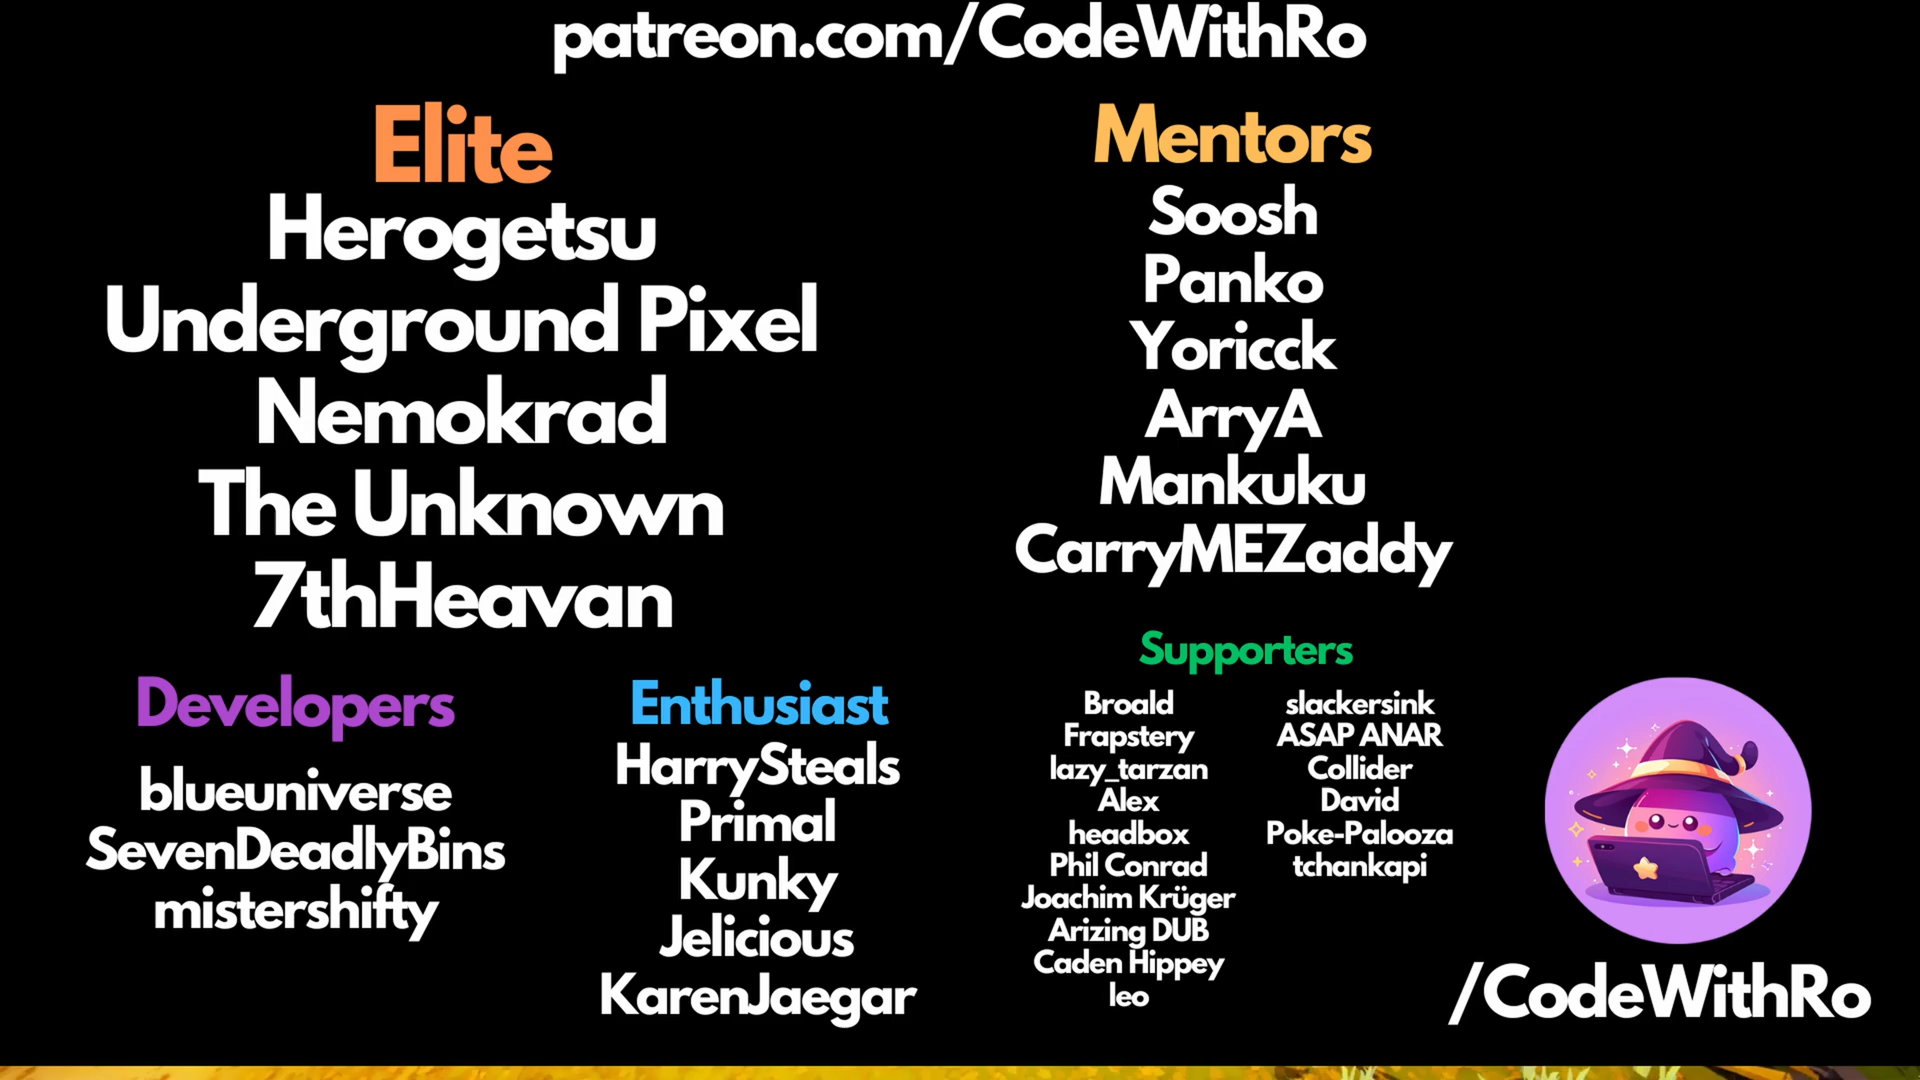 patreon.com/CodeWithRo
Elite
Herogetsu
Underground Pixel
Nemokrad
The Unknown
7thHeavan
Mentors
Soosh
Panko
Yoricck
ArryA
Mankuku
CarryMEZaddy
Developers
blueuniverse
SevenDeadlyBins
mistershifty
Enthusiast
HarrySteals
Primal
Kunky
Jelicious
KarenJaegar
Supporters
Broald
Frapstery
lazy_tarzan
Alex
headbox
Phil Conrad
Joachim Krüger
Arizing DUB
Caden Hippey
leo
slackersink
ASAP ANAR
Collider
David
Poke-Palooza
tchankapi
/CodeWithRo